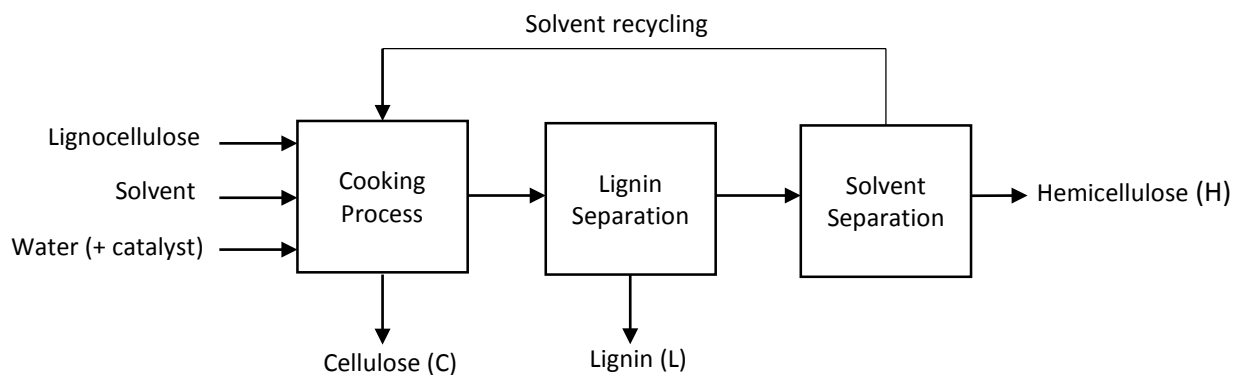 Solvent recycling
Lignocellulose
Solvent
Water (+ catalyst)
Cooking
Process
Lignin
Separation
Solvent
Separation
Hemicellulose (H)
Cellulose (C)
Lignin (L)